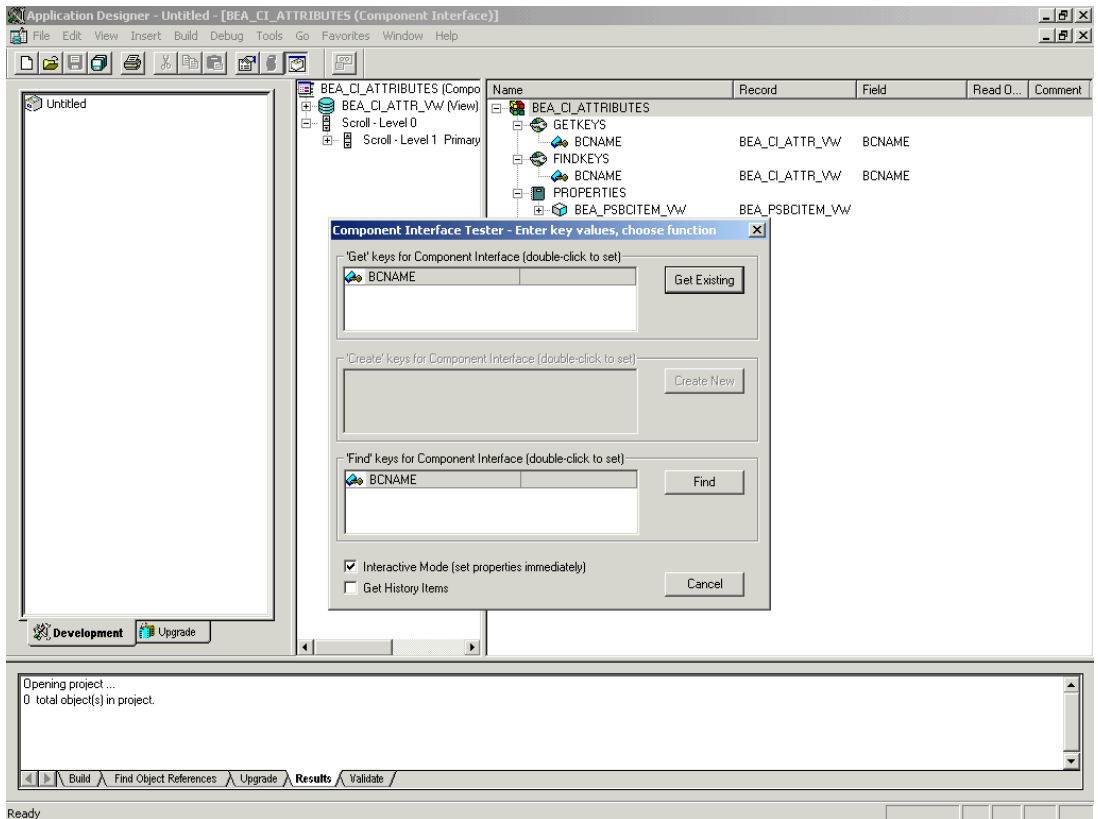 Application Designer - Untitled - [BEA_CI_ATTRIBUTES (Component Interface)]
File Edit View Insert Build Debug Tools Go Favorites Window Help
Untitled
BEA_CI_ATTRIBUTES (Compo
BEA_CI_ATTR_VW (View)
Scroll - Level 0
Scroll - Level 1 Primary
Name Record Field Read O... Comment
BEA_CI_ATTRIBUTES
GETKEYS
BCNAME BEA_CI_ATTR_VW BCNAME
FINDKEYS
BCNAME BEA_CI_ATTR_VW BCNAME
PROPERTIES
BEA_PSBCITEM_VW BEA_PSBCITEM_VW
Component Interface Tester - Enter key values, choose function
'Get' keys for Component Interface (double-click to set)
BCNAME
Get Existing
'Create' keys for Component Interface (double-click to set)
Create New
'Find' keys for Component Interface (double-click to set)
BCNAME
Find
Interactive Mode (set properties immediately)
Get History Items
Cancel
Development Upgrade
Opening project ...
0 total object(s) in project.
Build Find Object References Upgrade Results Validate
Ready